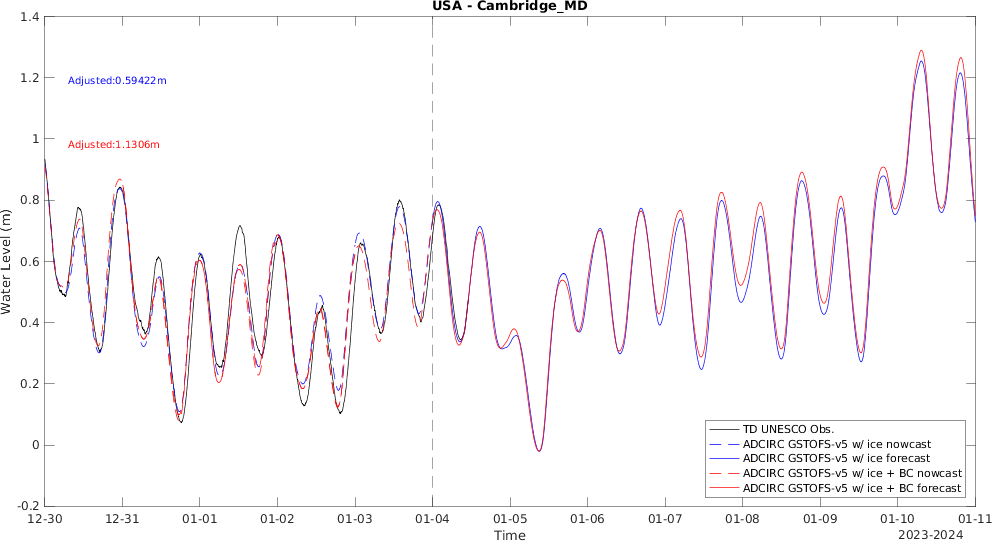 USA - Cambridge_MD
1.4
1.2
1
0.8
0.6
0.4
0.2
0
-0.2
Water Level (m)
Adjusted:0.59422m
Adjusted:1.1306m
TD UNESCO Obs.
ADCIRC GSTOFS-v5 w/ ice nowcast
ADCIRC GSTOFS-v5 w/ ice forecast
ADCIRC GSTOFS-v5 w/ ice + BC nowcast
ADCIRC GSTOFS-v5 w/ ice + BC forecast
12-30 12-31 01-01 01-02 01-03 01-04 01-05 01-06 01-07 01-08 01-09 01-10 01-11
Time
2023-2024